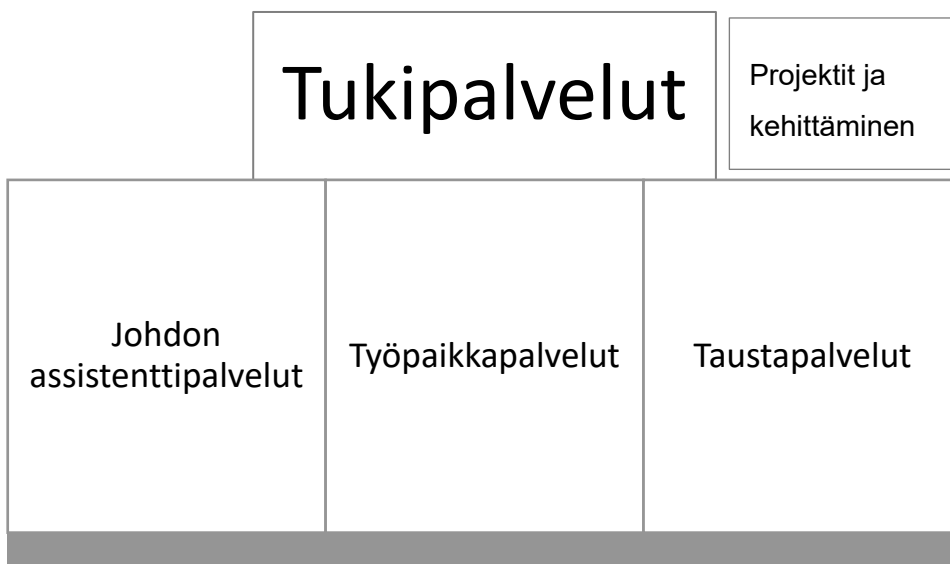 Tukipalvelut
Projektit ja
kehittäminen
Johdon
assistenttipalvelut
Työpaikkapalvelut
Taustapalvelut